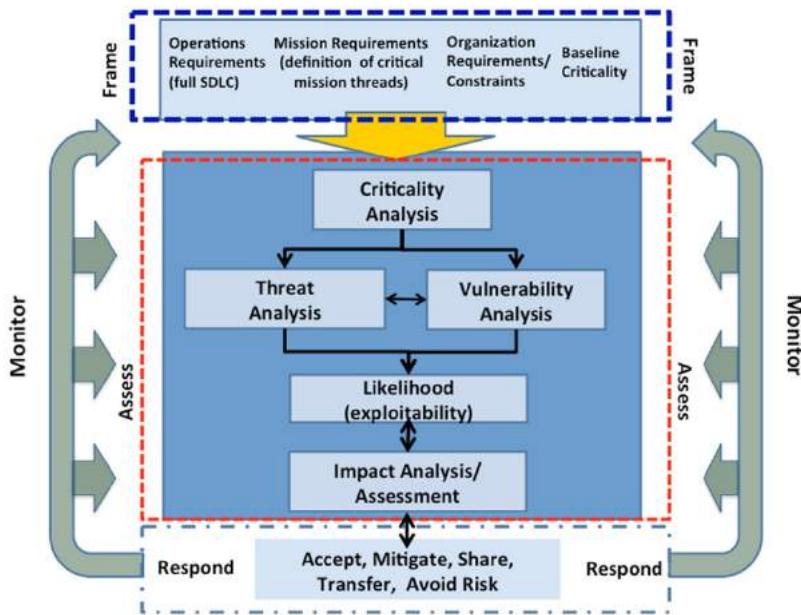 Frame
Operations
Requirements
(full SDLC)
Mission Requirements
(definition of critical
mission threads)
Organization
Requirements/
Constraints
Baseline
Criticality
Frame
Criticality
Analysis
Threat
Analysis
Vulnerability
Analysis
Likelihood
(exploitability)
Impact Analysis/
Assessment
Monitor
Assess
Assess
Monitor
Respond
Accept, Mitigate, Share,
Transfer, Avoid Risk
Respond